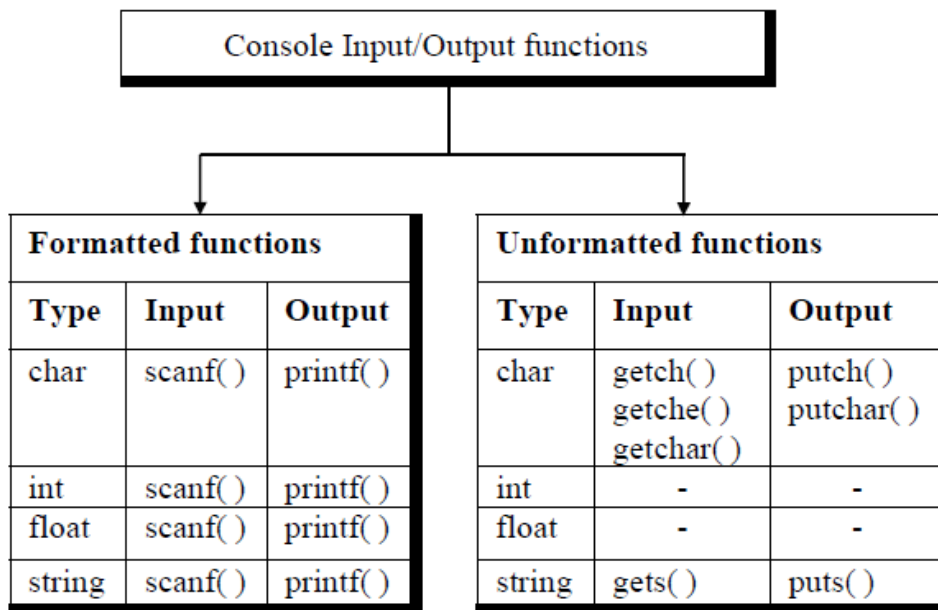 Console Input/Output functions
Formatted functions
Type Input Output
char scanf( ) printf( )
int scanf( ) printf( )
float scanf( ) printf( )
string scanf( ) printf( )
Unformatted functions
Type Input Output
char getch( ) putch( )
getche( ) putchar( )
getchar( )
int - -
float - -
string gets( ) puts( )